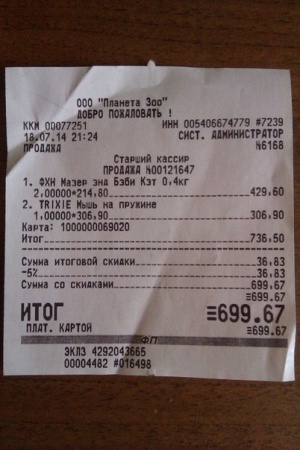 ООО "Планета Зоо"
ДОБРО ПОЖАЛОВАТЬ !
ККМ 00077251 ИНН 005406674779 #7239
18.07.14 21:24 СИСТ. АДМИНИСТРАТОР
ПРОДАЖА №6168
Старший кассир
ПРОДАЖА №00121647
1. ФХН Мазер энд Бэби Кэт 0,4кг
2,00000*214,80 429,60
2. TRIXIE Мышь на пружине
1,00000*306,90 306,90
Карта: 1000000069020
Итог 736,50
Сумма итоговой скидки 36,83
-5% 36,83
Сумма со скидками 699,67
≡699.67
ИТОГ ≡699.67
ПЛАТ. КАРТОЙ ≡699.67
ФП
ЭКЛЗ 4292043665
00004482 #016498